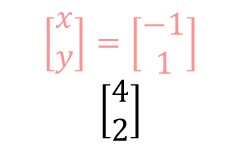 [x y] = [−1 1]
[4 2]